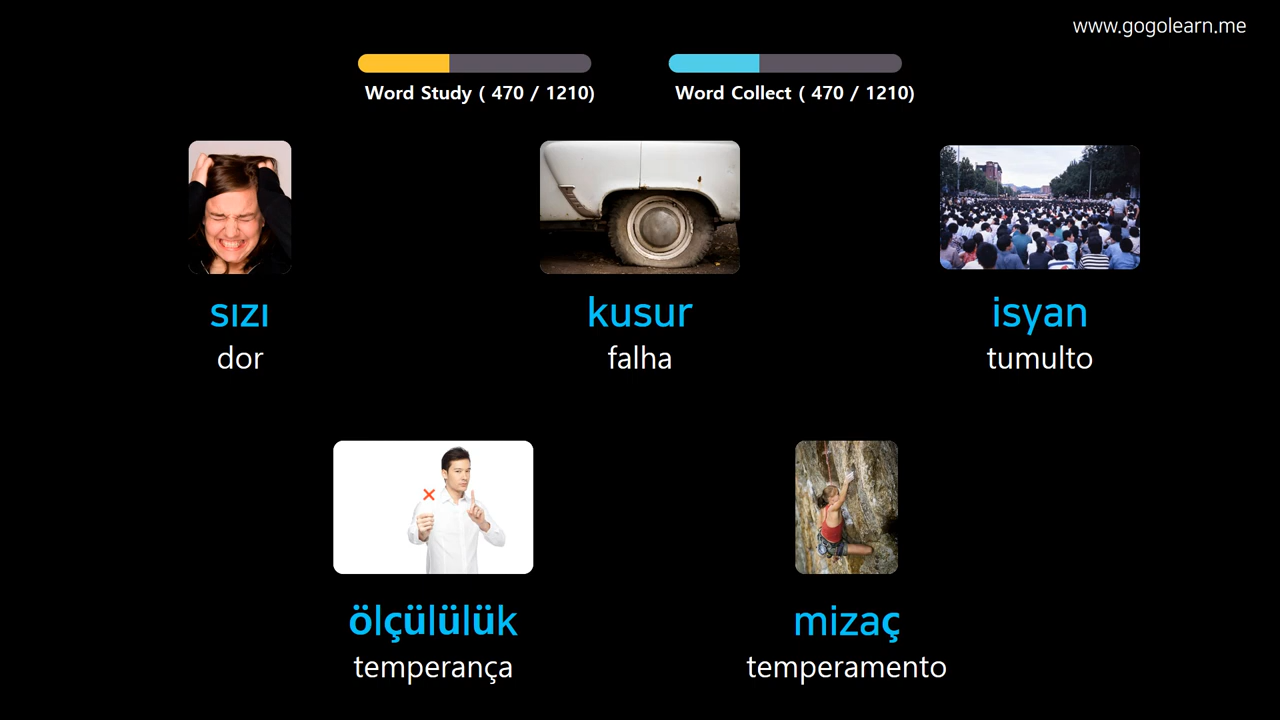 www.gogolearn.me
Word Study ( 470 / 1210)
Word Collect ( 470 / 1210)
sızı
dor
kusur
falha
isyan
tumulto
ölçülülük
temperança
mizaç
temperamento